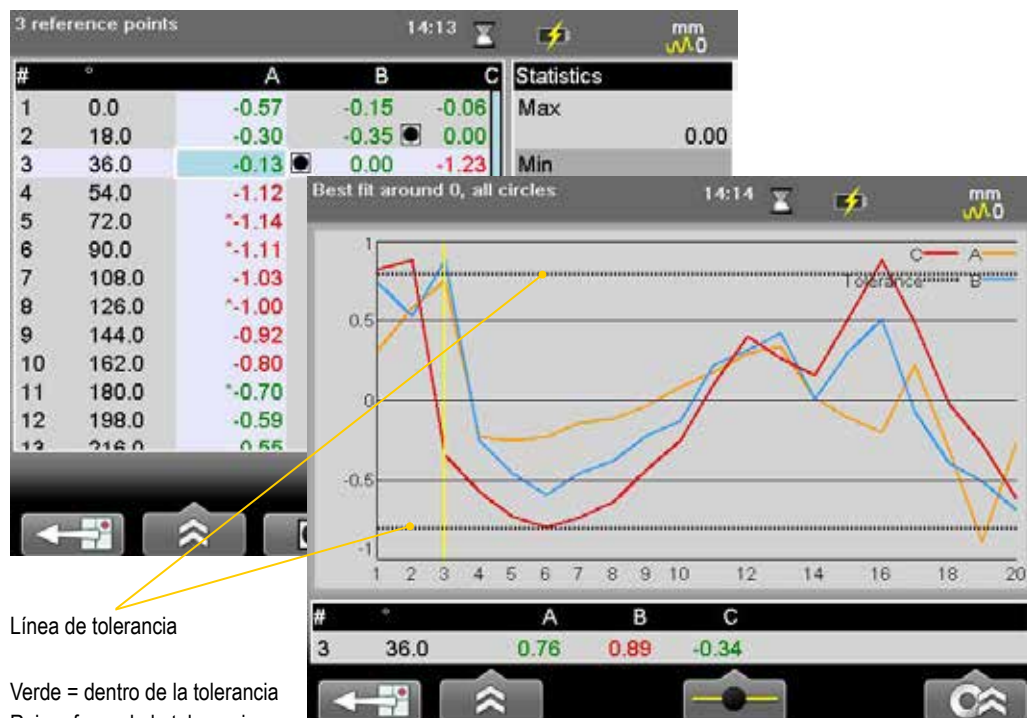 3 reference points 14:13 mm 0
# ° A B C
1 0.0 -0.57 -0.15 -0.06
2 18.0 -0.30 -0.35 0.00
3 36.0 -0.13 0.00 -1.23
4 54.0 -1.12
5 72.0 *-1.14
6 90.0 *-1.11
7 108.0 -1.03
8 126.0 *-1.00
9 144.0 -0.92
10 162.0 -0.80
11 180.0 *-0.70
12 198.0 -0.59
13 216.0 0.55
Statistics
Max
0.00
Min
Best fit around 0, all circles 14:14 mm 0
C A
Tolerance B
1
0.5
0
-0.5
-1
1 2 3 4 5 6 7 8 9 10 12 14 16 18 20
# ° A B C
3 36.0 0.76 0.89 -0.34
Línea de tolerancia
Verde = dentro de la tolerancia